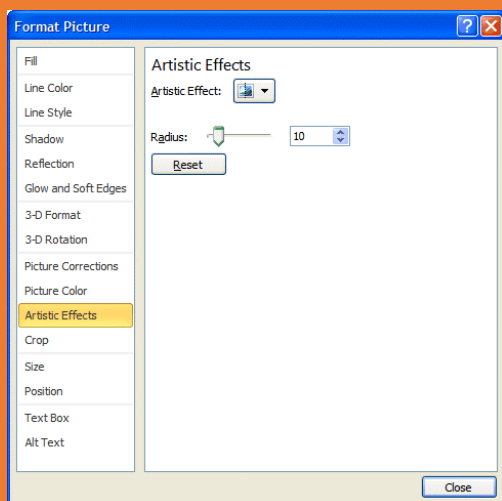 Format Picture
Fill
Line Color
Line Style
Shadow
Reflection
Glow and Soft Edges
3-D Format
3-D Rotation
Picture Corrections
Picture Color
Artistic Effects
Crop
Size
Position
Text Box
Alt Text
Artistic Effects
Artistic Effect:
Radius: 10
Reset
Close